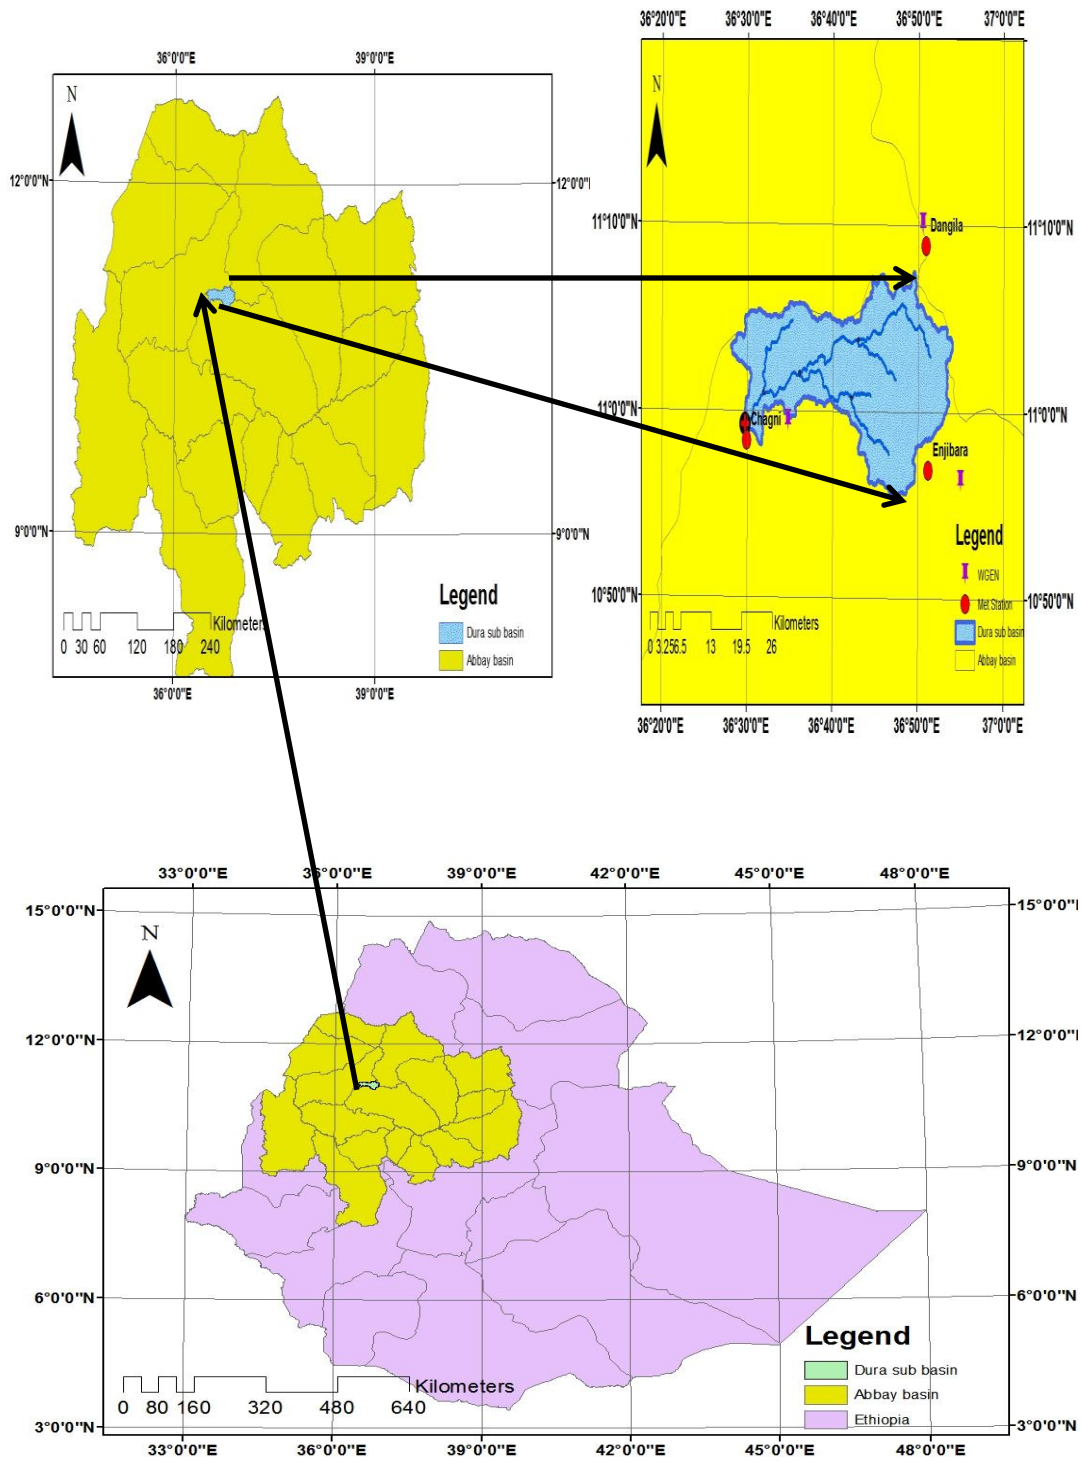 36°0'0"E 39°0'0"E
N
12°0'0"N 12°0'0"N
9°0'0"N 9°0'0"N
Legend
Dura sub basin
Abbay basin
Kilometers
0 30 60 120 180 240
36°0'0"E 39°0'0"E
36°20'0"E 36°30'0"E 36°40'0"E 36°50'0"E 37°0'0"E
N
11°10'0"N 11°10'0"N
Dangila
11°0'0"N 11°0'0"N
Chagni
Enjibara
Legend
WGEN
Met.Station
Dura sub basin
Abbay basin
10°50'0"N 10°50'0"N
Kilometers
0 3.25 6.5 13 19.5 26
36°20'0"E 36°30'0"E 36°40'0"E 36°50'0"E 37°0'0"E
33°0'0"E 36°0'0"E 39°0'0"E 42°0'0"E 45°0'0"E 48°0'0"E
15°0'0"N 15°0'0"N
N
12°0'0"N 12°0'0"N
9°0'0"N 9°0'0"N
6°0'0"N 6°0'0"N
Legend
Dura sub basin
Abbay basin
Ethiopia
Kilometers
0 80 160 320 480 640
3°0'0"N 3°0'0"N
33°0'0"E 36°0'0"E 39°0'0"E 42°0'0"E 45°0'0"E 48°0'0"E